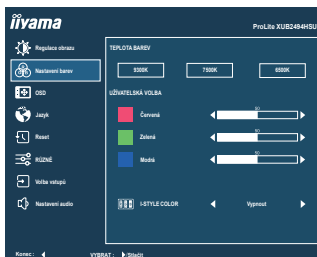 iiyama
ProLite XUB2494HSU
Regulace obrazu
Nastavení barev
OSD
Jazyk
Reset
RŮZNÉ
Volba vstupů
Nastavení audio
TEPLOTA BAREV
9300K 7500K 6500K
UŽIVATELSKÁ VOLBA
Červená 50
Zelená 50
Modrá 50
I-STYLE COLOR Vypnout
Konec : VYBRAT : /Stlačit